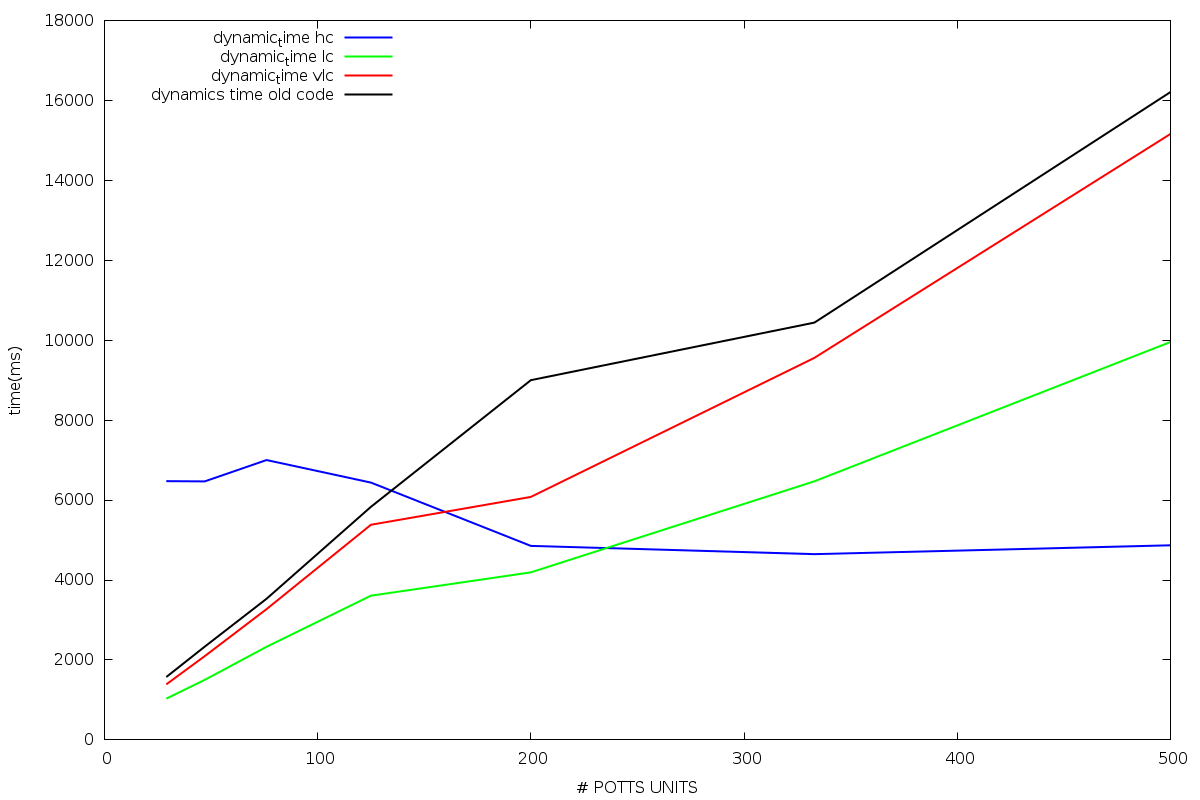 18000
16000
14000
12000
10000
8000
6000
4000
2000
0
time(ms)
dynamic_time hc
dynamic_time lc
dynamic_time vlc
dynamics time old code
0 100 200 300 400 500
# POTTS UNITS